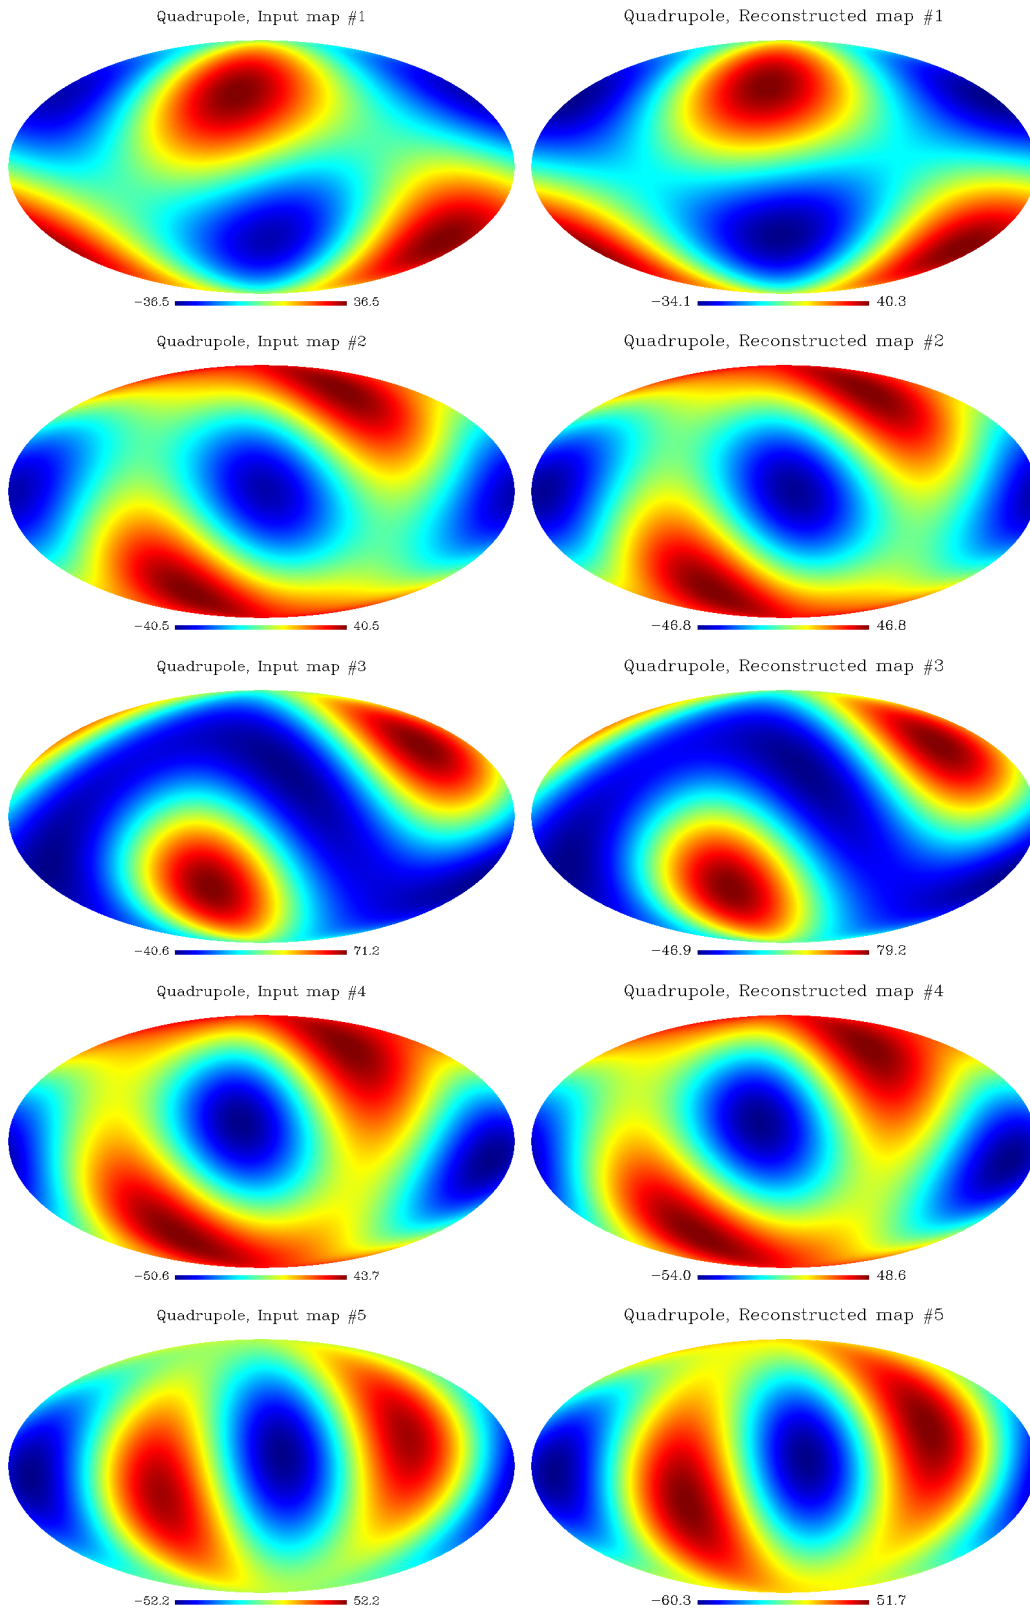 Quadrupole, Input map #1
Quadrupole, Reconstructed map #1
−36.5 36.5
−34.1 40.3
Quadrupole, Input map #2
Quadrupole, Reconstructed map #2
−40.5 40.5
−46.8 46.8
Quadrupole, Input map #3
Quadrupole, Reconstructed map #3
−40.6 71.2
−46.9 79.2
Quadrupole, Input map #4
Quadrupole, Reconstructed map #4
−50.6 43.7
−54.0 48.6
Quadrupole, Input map #5
Quadrupole, Reconstructed map #5
−52.2 52.2
−60.3 51.7